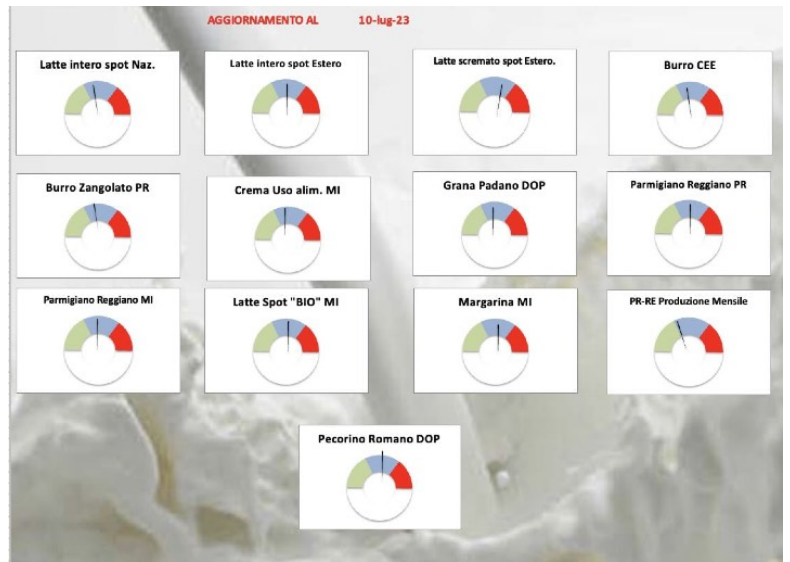 AGGIORNAMENTO AL 10-lug-23
Latte intero spot Naz.
Latte intero spot Estero
Latte scremato spot Estero.
Burro CEE
Burro Zangolato PR
Crema Uso alim. MI
Grana Padano DOP
Parmigiano Reggiano PR
Parmigiano Reggiano MI
Latte Spot "BIO" MI
Margarina MI
PR-RE Produzione Mensile
Pecorino Romano DOP